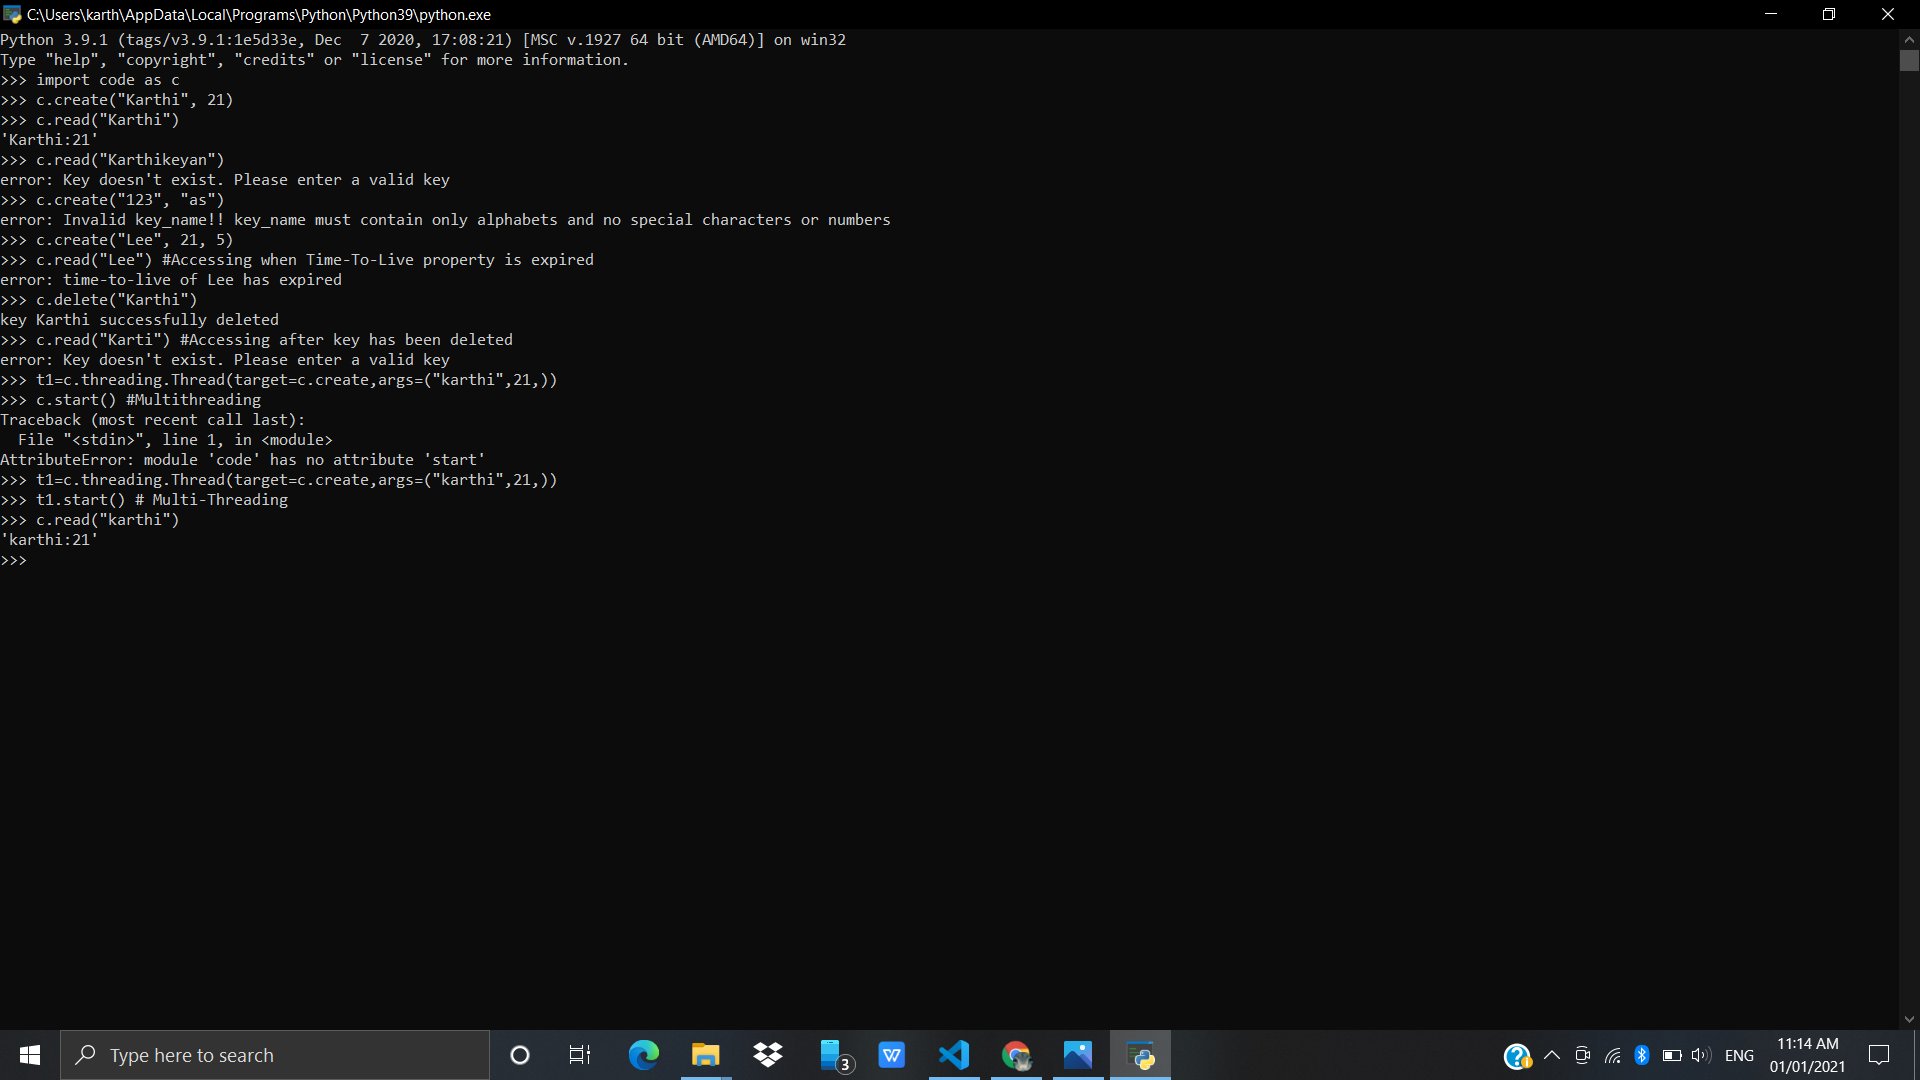 C:\Users\karth\AppData\Local\Programs\Python\Python39\python.exe
Python 3.9.1 (tags/v3.9.1:1e5d33e, Dec  7 2020, 17:08:21) [MSC v.1927 64 bit (AMD64)] on win32
Type "help", "copyright", "credits" or "license" for more information.
>>> import code as c
>>> c.create("Karthi", 21)
>>> c.read("Karthi")
'Karthi:21'
>>> c.read("Karthikeyan")
error: Key doesn't exist. Please enter a valid key
>>> c.create("123", "as")
error: Invalid key_name!! key_name must contain only alphabets and no special characters or numbers
>>> c.create("Lee", 21, 5)
>>> c.read("Lee") #Accessing when Time-To-Live property is expired
error: time-to-live of Lee has expired
>>> c.delete("Karthi")
key Karthi successfully deleted
>>> c.read("Karti") #Accessing after key has been deleted
error: Key doesn't exist. Please enter a valid key
>>> t1=c.threading.Thread(target=c.create,args=("karthi",21,))
>>> c.start() #Multithreading
Traceback (most recent call last):
  File "<stdin>", line 1, in <module>
AttributeError: module 'code' has no attribute 'start'
>>> t1=c.threading.Thread(target=c.create,args=("karthi",21,))
>>> t1.start() # Multi-Threading
>>> c.read("karthi")
'karthi:21'
>>>
Type here to search
3
W
ENG
11:14 AM
01/01/2021